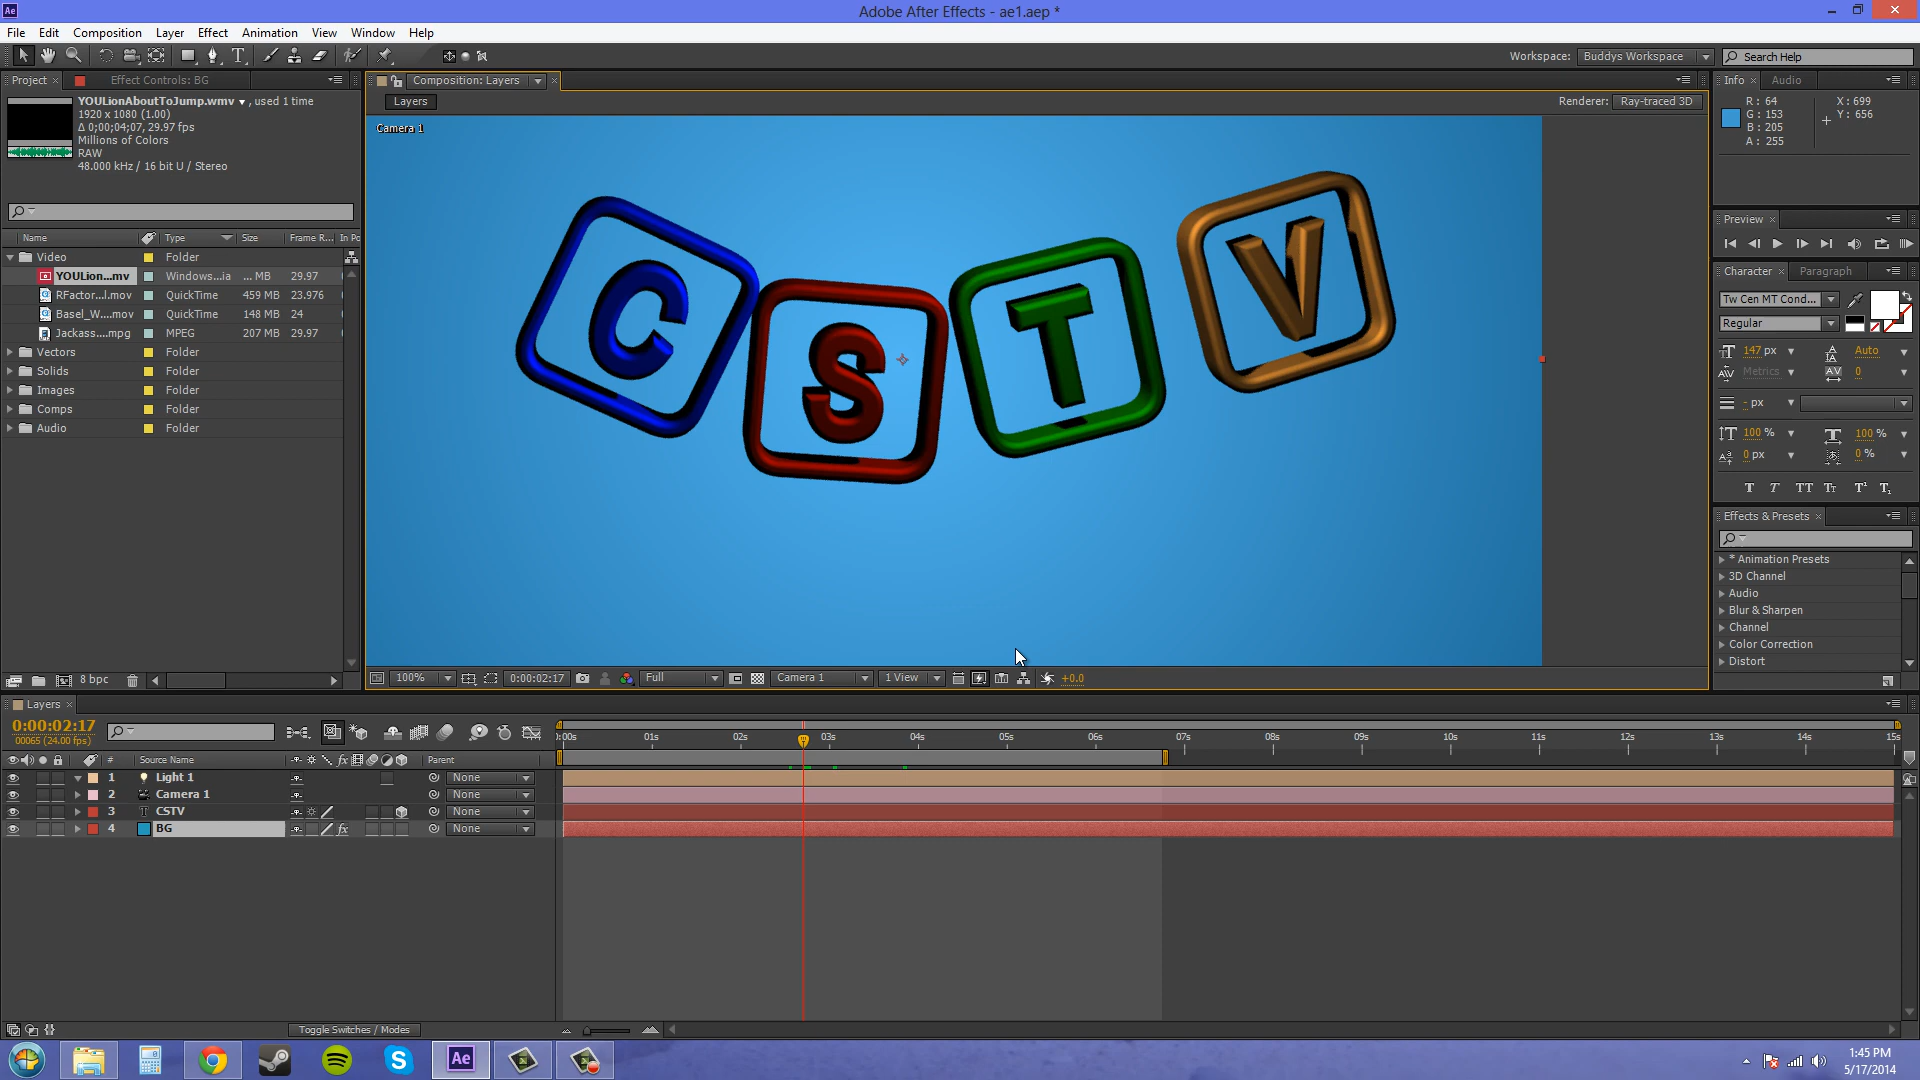 Adobe After Effects - ae1.aep *
File Edit Composition Layer Effect Animation View Window Help
Workspace: Buddys Workspace Search Help
Project Effect Controls: BG
YOULionAboutToJump.wmv , used 1 time
1920 x 1080 (1.00)
Δ 0;00;04;07, 29.97 fps
Millions of Colors
RAW
48.000 kHz / 16 bit U / Stereo
Name Type Size Frame R... In Po
Video Folder
YOULion...mv Windows...ia ... MB 29.97
RFactor...l.mov QuickTime 459 MB 23.976
Basel_W....mov QuickTime 148 MB 24
Jackass....mpg MPEG 207 MB 29.97
Vectors Folder
Solids Folder
Images Folder
Comps Folder
Audio Folder
8 bpc
Composition: Layers
Layers
Renderer: Ray-traced 3D
Camera 1
C S T V
100% 0:00:02:17 Full Camera 1 1 View +0.0
Info Audio
R: 64 X: 699
G: 153 Y: 656
B: 205
A: 255
Preview
Character Paragraph
Tw Cen MT Cond...
Regular
147 px Auto
Metrics 0
- px
100 % 100 %
0 px 0 %
T T TT Tт T¹ T₁
Effects & Presets
* Animation Presets
3D Channel
Audio
Blur & Sharpen
Channel
Color Correction
Distort
Layers
0:00:02:17
00065 (24.00 fps)
# Source Name Parent
):00s 01s 02s 03s 04s 05s 06s 07s 08s 09s 10s 11s 12s 13s 14s 15s
1 Light 1 None
2 Camera 1 None
3 T CSTV None
4 BG fx None
Toggle Switches / Modes
Ae
1:45 PM
5/17/2014